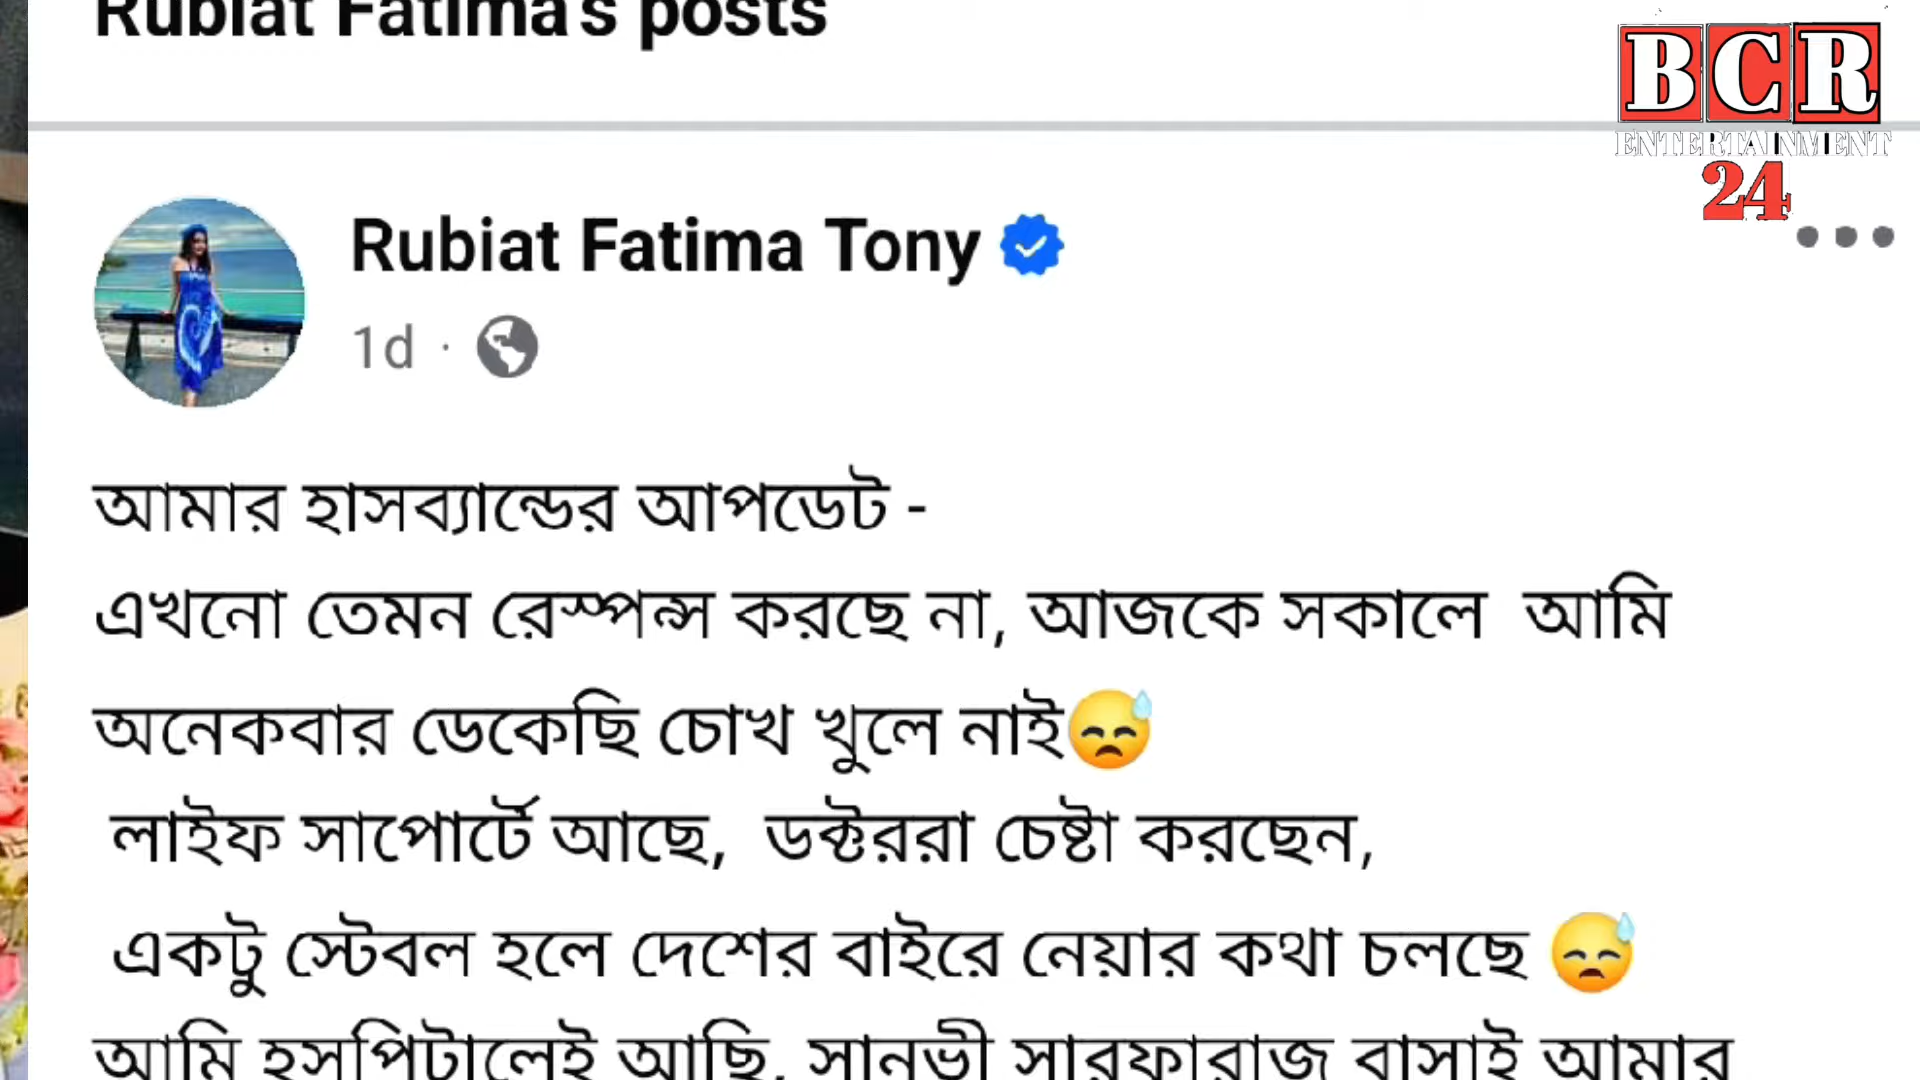 Rubiat Fatima's posts
BCR
ENTERTAINMENT
24
Rubiat Fatima Tony
1d ·
আমার হাসব্যান্ডের আপডেট -
এখনো তেমন রেস্পন্স করছে না, আজকে সকালে আমি
অনেকবার ডেকেছি চোখ খুলে নাই😓
লাইফ সাপোর্টে আছে, ডক্টররা চেষ্টা করছেন,
একটু স্টেবল হলে দেশের বাইরে নেয়ার কথা চলছে 😓
আমি হসপিটালেই আছি, সানভী সারফারাজ বাসাই আমার